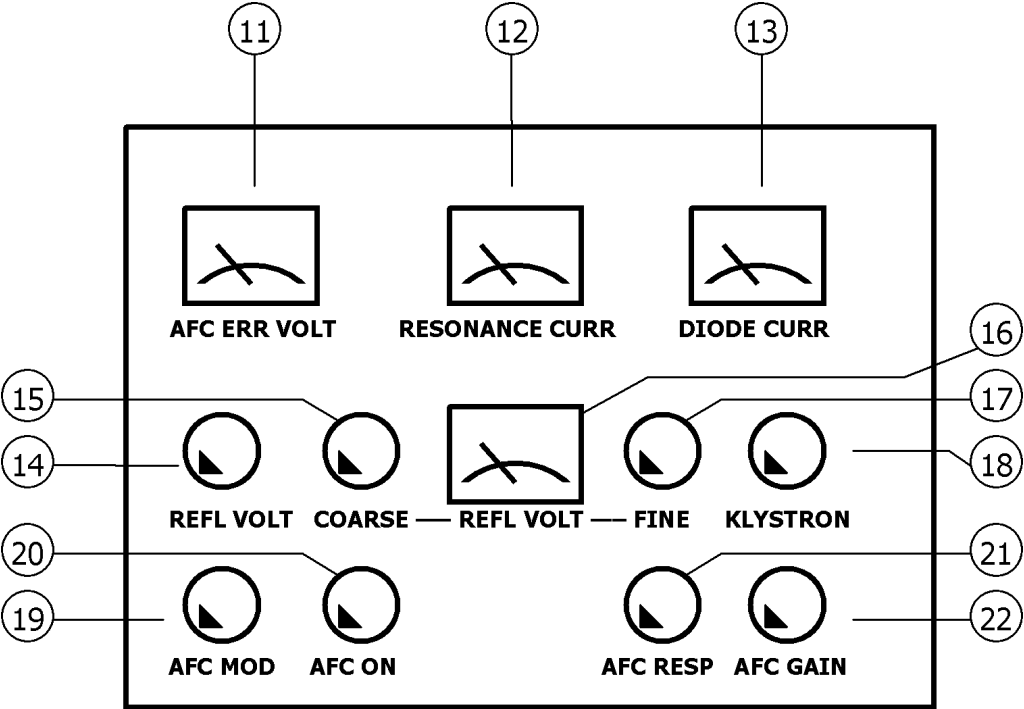 11 12 13
AFC ERR VOLT RESONANCE CURR DIODE CURR
16
15 17
14 18
REFL VOLT COARSE REFL VOLT FINE KLYSTRON
20 21
19 22
AFC MOD AFC ON AFC RESP AFC GAIN